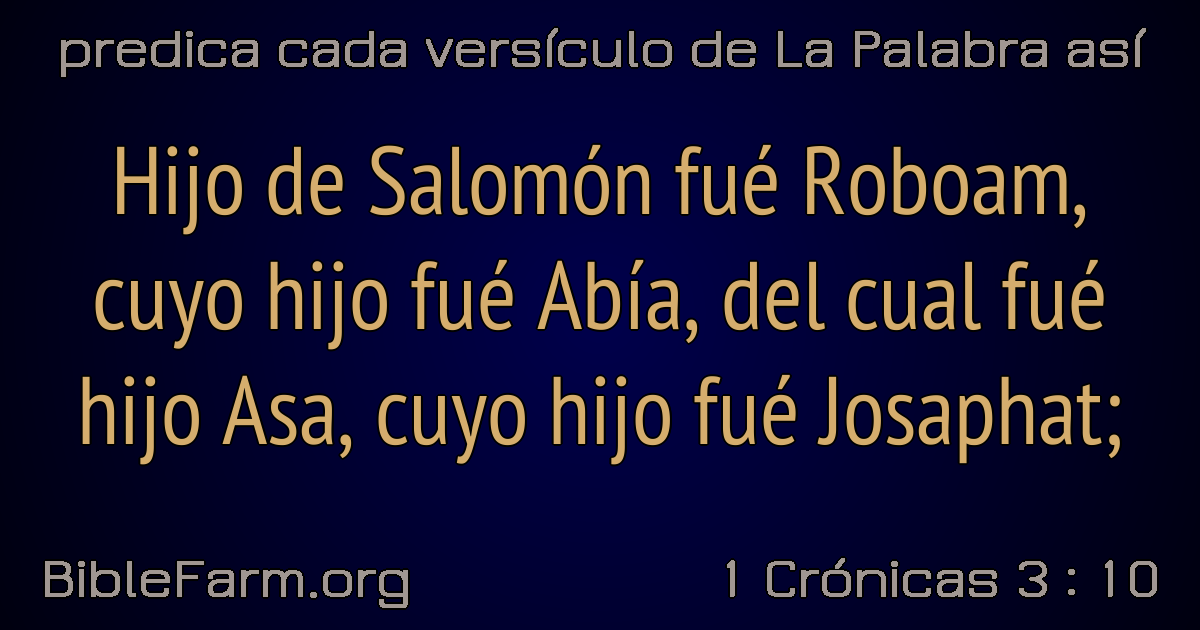 predica cada versículo de La Palabra así
Hijo de Salomón fué Roboam,
cuyo hijo fué Abía, del cual fué
hijo Asa, cuyo hijo fué Josaphat;
BibleFarm.org
1 Crónicas 3 : 10